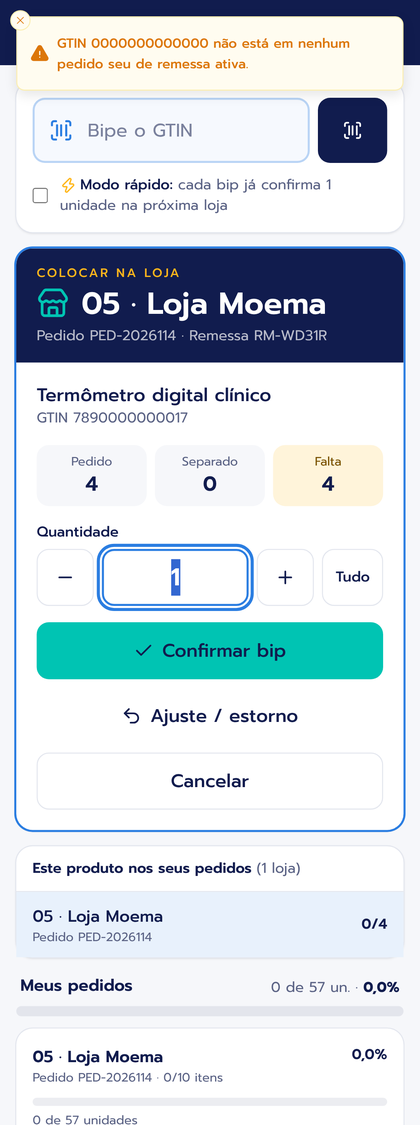 GTIN 0000000000000 não está em nenhum
pedido seu de remessa ativa.
Bipe o GTIN
Modo rápido: cada bip já confirma 1
unidade na próxima loja
COLOCAR NA LOJA
05 · Loja Moema
Pedido PED-2026114 · Remessa RM-WD31R
Termômetro digital clínico
GTIN 7890000000017
Pedido
4
Separado
0
Falta
4
Quantidade
−
1
+
Tudo
Confirmar bip
Ajuste / estorno
Cancelar
Este produto nos seus pedidos (1 loja)
05 · Loja Moema
0/4
Pedido PED-2026114
Meus pedidos
0 de 57 un. · 0,0%
05 · Loja Moema
0,0%
Pedido PED-2026114 · 0/10 itens
0 de 57 unidades